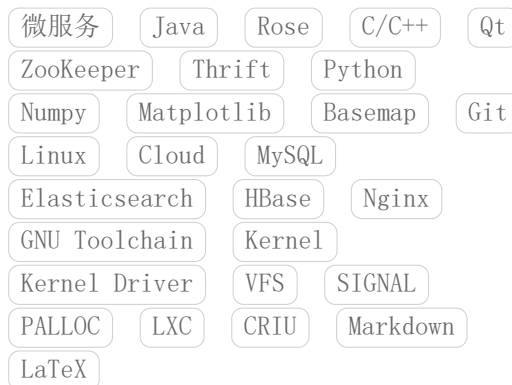 微服务 Java Rose C/C++ Qt
ZooKeeper Thrift Python
Numpy Matplotlib Basemap Git
Linux Cloud MySQL
Elasticsearch HBase Nginx
GNU Toolchain Kernel
Kernel Driver VFS SIGNAL
PALLOC LXC CRIU Markdown
LaTeX